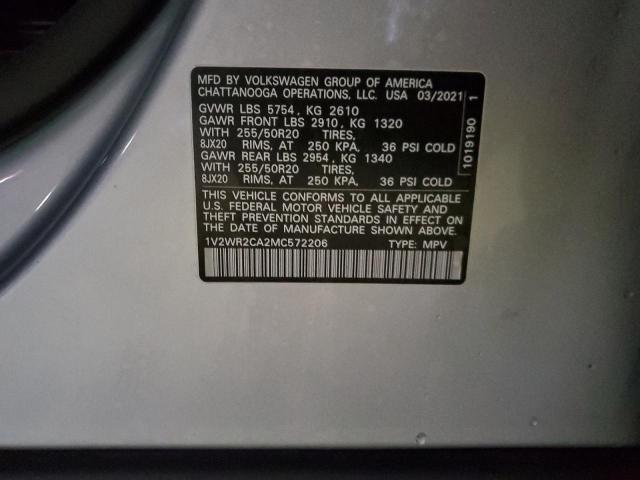 MFD BY VOLKSWAGEN GROUP OF AMERICA
CHATTANOOGA OPERATIONS, LLC. USA 03/2021
GVWR LBS 5754, KG 2610
GAWR FRONT LBS 2910, KG 1320
WITH 255/50R20 TIRES,
8JX20 RIMS, AT 250 KPA, 36 PSI COLD
GAWR REAR LBS 2954, KG 1340
WITH 255/50R20 TIRES,
8JX20 RIMS, AT 250 KPA, 36 PSI COLD
THIS VEHICLE CONFORMS TO ALL APPLICABLE
U.S. FEDERAL MOTOR VEHICLE SAFETY AND
THEFT PREVENTION STANDARDS IN EFFECT ON
THE DATE OF MANUFACTURE SHOWN ABOVE.
1V2WR2CA2MC572206 TYPE: MPV
1019190 1